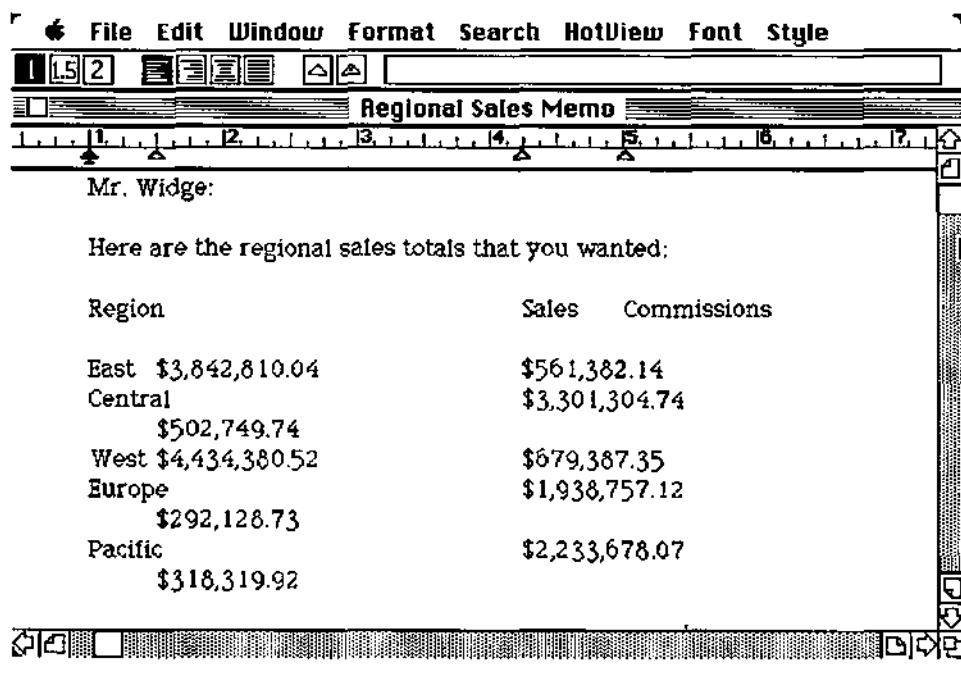 File Edit Window Format Search HotView Font Style
1 1.5 2
Regional Sales Memo
1 2 3 4 5 6 7
Mr. Widge:
Here are the regional sales totals that you wanted:
Region Sales Commissions
East $3,842,810.04 $561,382.14
Central $3,301,304.74
$502,749.74
West $4,434,380.52 $679,387.35
Europe $1,938,757.12
$292,128.73
Pacific $2,233,678.07
$318,319.92